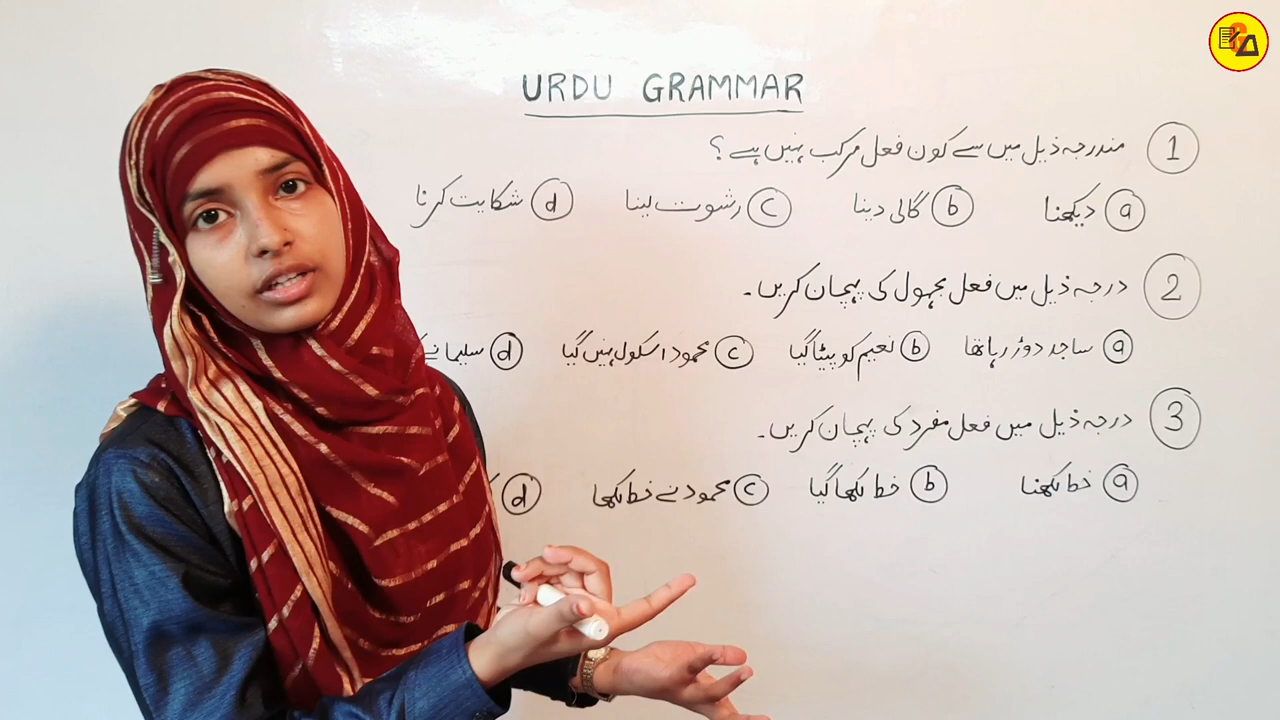 URDU GRAMMAR
1 مندرجہ ذیل میں سے کون فعل مرکب نہیں ہے؟
a دیکھنا b گالی دینا c رشوت لینا d شکایت کرنا
2 درجہ ذیل میں فعل مجہول کی پہچان کریں۔
a ساجد دوڑ رہا تھا b نعیم کو پیٹا گیا c محمود اسکول نہیں گیا d سلیمانے
3 درجہ ذیل میں فعل مفرد کی پہچان کریں۔
a خط لکھنا b خط لکھا گیا c محمود نے خط لکھا d